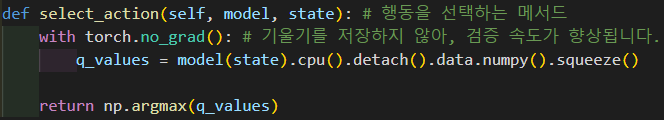 def select_action(self, model, state): # 행동을 선택하는 메서드
    with torch.no_grad(): # 기울기를 저장하지 않아, 검증 속도가 향상됩니다.
        q_values = model(state).cpu().detach().data.numpy().squeeze()
    return np.argmax(q_values)